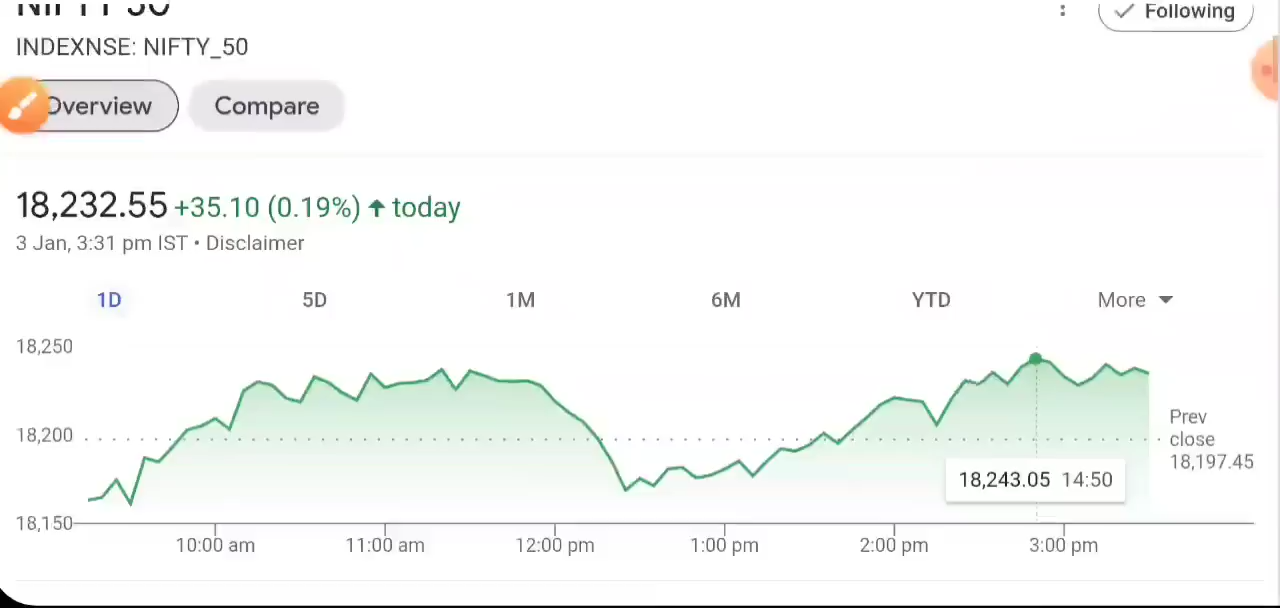 NIFTY 50
Following
INDEXNSE: NIFTY_50
Overview
Compare
18,232.55 +35.10 (0.19%) ↑ today
3 Jan, 3:31 pm IST • Disclaimer
1D 5D 1M 6M YTD More
18,250
18,200
18,150
Prev
close
18,197.45
18,243.05 14:50
10:00 am 11:00 am 12:00 pm 1:00 pm 2:00 pm 3:00 pm